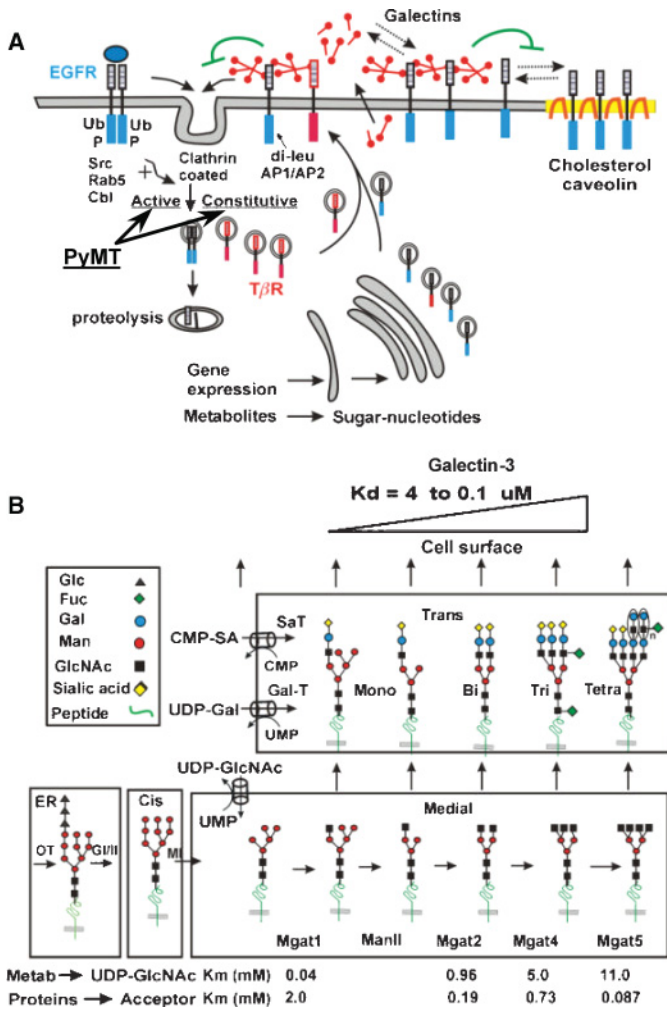 A
Galectins
EGFR
Ub
P
Ub
P
Src
Rab5
Cbl
+
Clathrin
coated
di-leu
AP1/AP2
Cholesterol
caveolin
Active
Constitutive
PyMT
TβR
proteolysis
Gene
expression
Metabolites
Sugar-nucleotides
B
Galectin-3
Kd = 4 to 0.1 uM
Cell surface
Glc
Fuc
Gal
Man
GlcNAc
Sialic acid
Peptide
CMP-SA
SaT
CMP
UDP-Gal
Gal-T
UMP
Trans
Mono
Bi
Tri
Tetra
n
UDP-GlcNAc
UMP
ER
OT
GI/II
Cis
MI
Medial
Mgat1
ManII
Mgat2
Mgat4
Mgat5
Metab UDP-GlcNAc Km (mM) 0.04 0.96 5.0 11.0
Proteins Acceptor Km (mM) 2.0 0.19 0.73 0.087